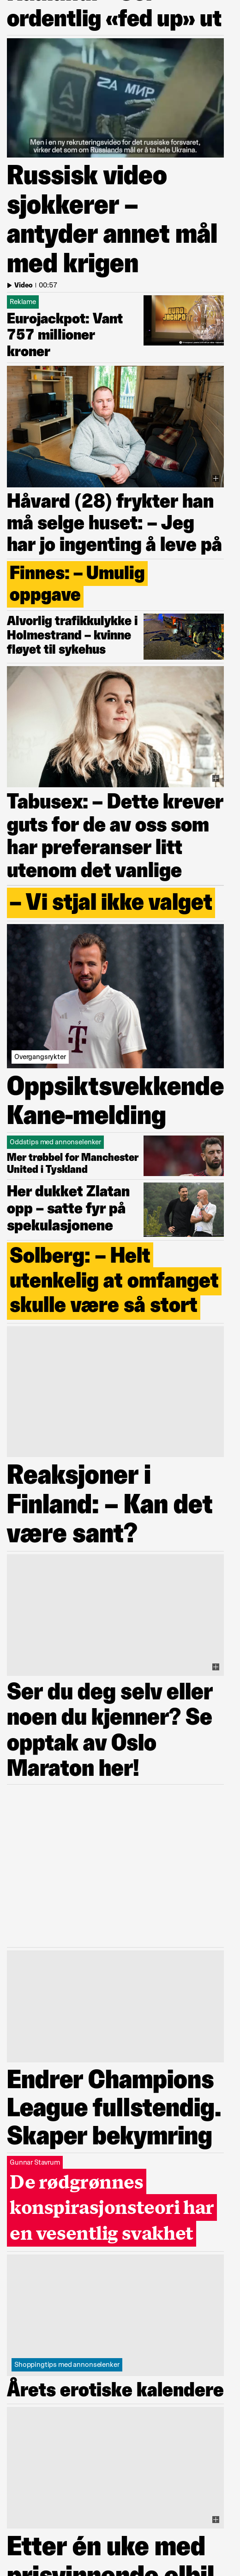 ordentlig «fed up» ut
2А МИР
Men i en ny rekruteringsvideo for det russiske forsvaret,
virker det som om Russlands mål er å ta hele Ukraina.
Russisk video
sjokkerer –
antyder annet mål
med krigen
Video | 00:57
Reklame
Eurojackpot: Vant
757 millioner
kroner
EURO
JACKPOT
Håvard (28) frykter han
må selge huset: – Jeg
har jo ingenting å leve på
Finnes: – Umulig
oppgave
Alvorlig trafikkulykke i
Holmestrand – kvinne
fløyet til sykehus
Tabusex: – Dette krever
guts for de av oss som
har preferanser litt
utenom det vanlige
– Vi stjal ikke valget
Overgangsrykter
Oppsiktsvekkende
Kane-melding
Oddstips med annonselenker
Mer trøbbel for Manchester
United i Tyskland
Her dukket Zlatan
opp – satte fyr på
spekulasjonene
Solberg: – Helt
utenkelig at omfanget
skulle være så stort
Reaksjoner i
Finland: – Kan det
være sant?
Ser du deg selv eller
noen du kjenner? Se
opptak av Oslo
Maraton her!
Endrer Champions
League fullstendig.
Skaper bekymring
Gunnar Stavrum
De rødgrønnes
konspirasjonsteori har
en vesentlig svakhet
Shoppingtips med annonselenker
Årets erotiske kalendere
Etter én uke med
prisvinnende elbil